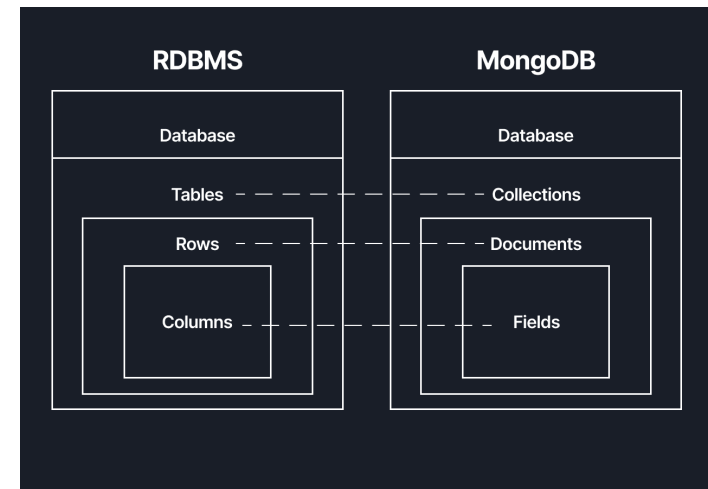 RDBMS MongoDB
Database Database
Tables Collections
Rows Documents
Columns Fields